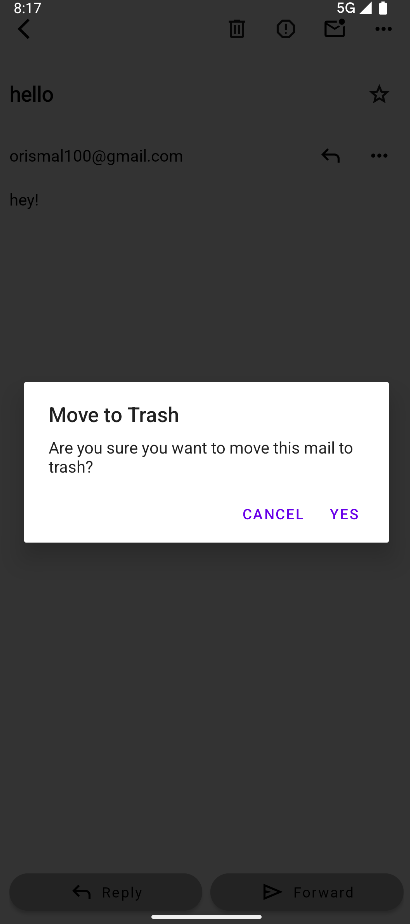 8:17
5G
hello
orismal100@gmail.com
hey!
Move to Trash
Are you sure you want to move this mail to
trash?
CANCEL YES
Reply Forward